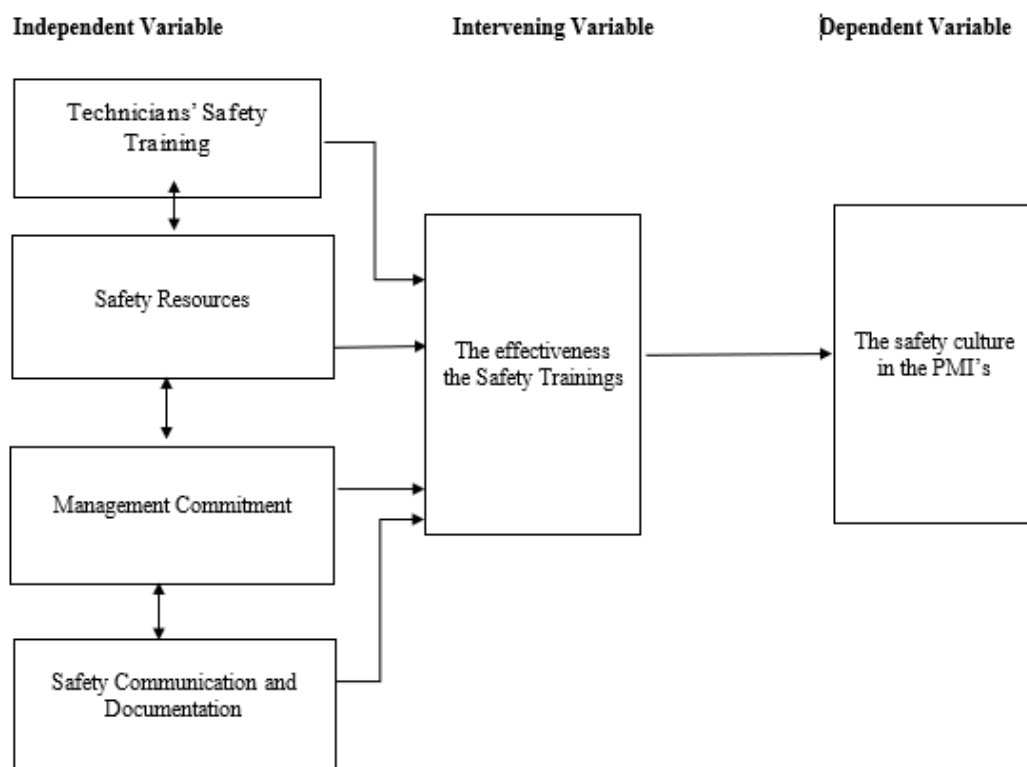 Independent Variable
Intervening Variable
Dependent Variable
Technicians' Safety
Training
Safety Resources
Management Commitment
Safety Communication and
Documentation
The effectiveness
the Safety Trainings
The safety culture
in the PMI's